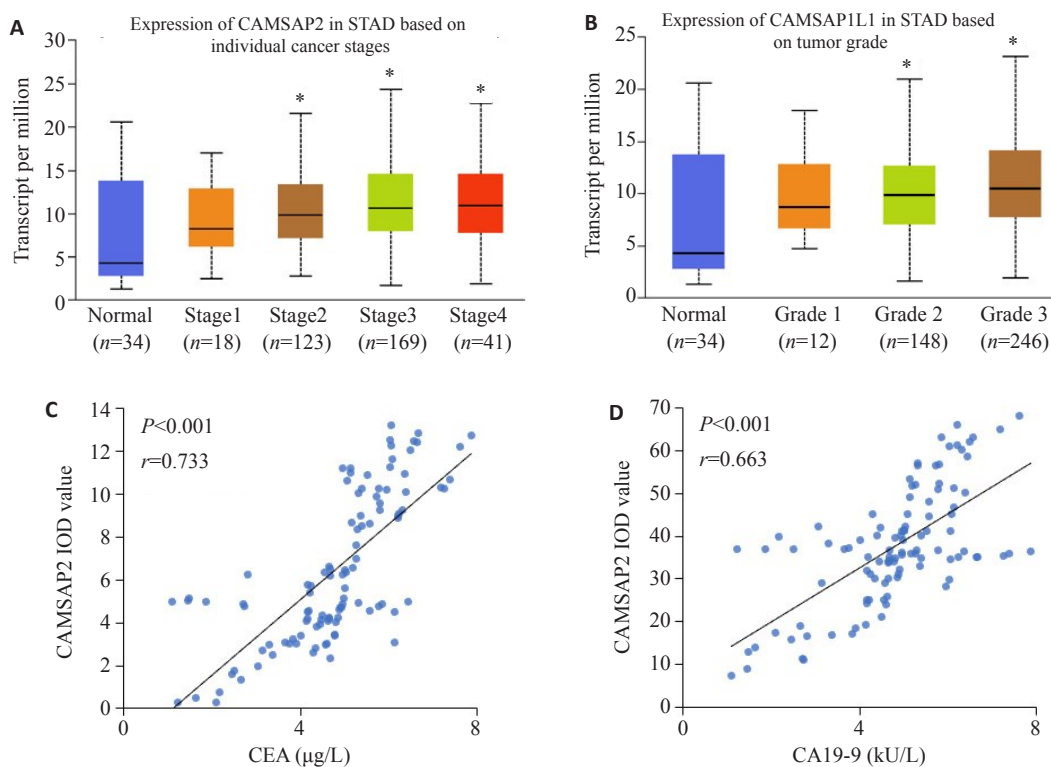 A
Expression of CAMSAP2 in STAD based on
individual cancer stages
Transcript per million
30
25
20
15
10
5
0
*
*
*
Normal
Stage1
Stage2
Stage3
Stage4
(n=34)
(n=18)
(n=123)
(n=169)
(n=41)
B
Expression of CAMSAP1L1 in STAD based
on tumor grade
Transcript per million
25
20
15
10
5
0
*
*
Normal
Grade 1
Grade 2
Grade 3
(n=34)
(n=12)
(n=148)
(n=246)
C
CAMSAP2 IOD value
14
12
10
8
6
4
2
0
P<0.001
r=0.733
0
4
8
CEA (μg/L)
D
CAMSAP2 IOD value
70
60
50
40
30
20
10
0
P<0.001
r=0.663
0
4
8
CA19-9 (kU/L)